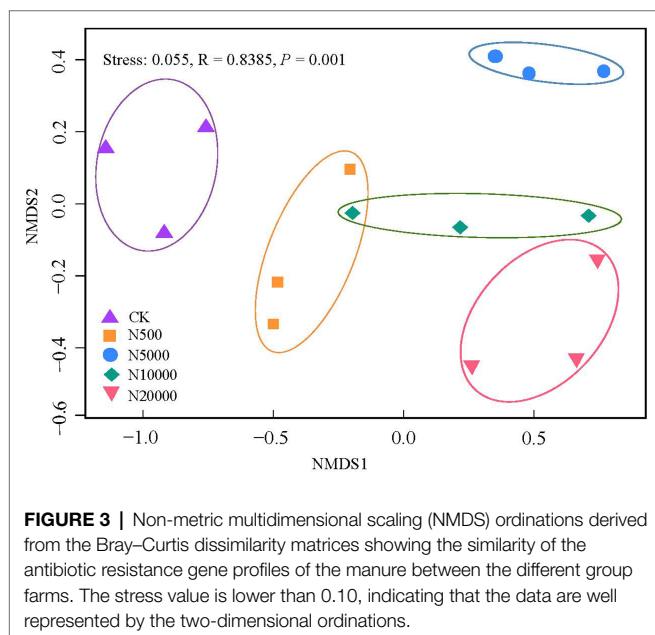 Stress: 0.055, R = 0.8385, P = 0.001
0.4
0.2
0.0
−0.2
−0.4
−0.6
NMDS2
CK
N500
N5000
N10000
N20000
−1.0 −0.5 0.0 0.5
NMDS1
FIGURE 3 | Non-metric multidimensional scaling (NMDS) ordinations derived
from the Bray–Curtis dissimilarity matrices showing the similarity of the
antibiotic resistance gene profiles of the manure between the different group
farms. The stress value is lower than 0.10, indicating that the data are well
represented by the two-dimensional ordinations.